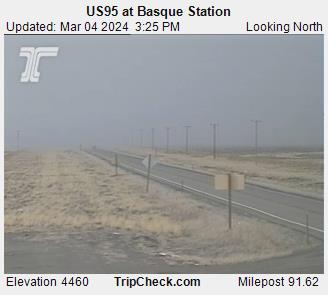 US95 at Basque Station
Updated: Mar 04 2024 3:25 PM Looking North
Elevation 4460 TripCheck.com Milepost 91.62